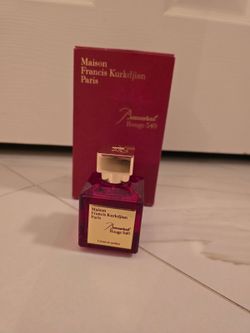 Maison
Francis Kurkdjian
Paris
Baccarat
Rouge 540
Maison
Francis Kurkdjian
Paris
Baccarat
Rouge 540